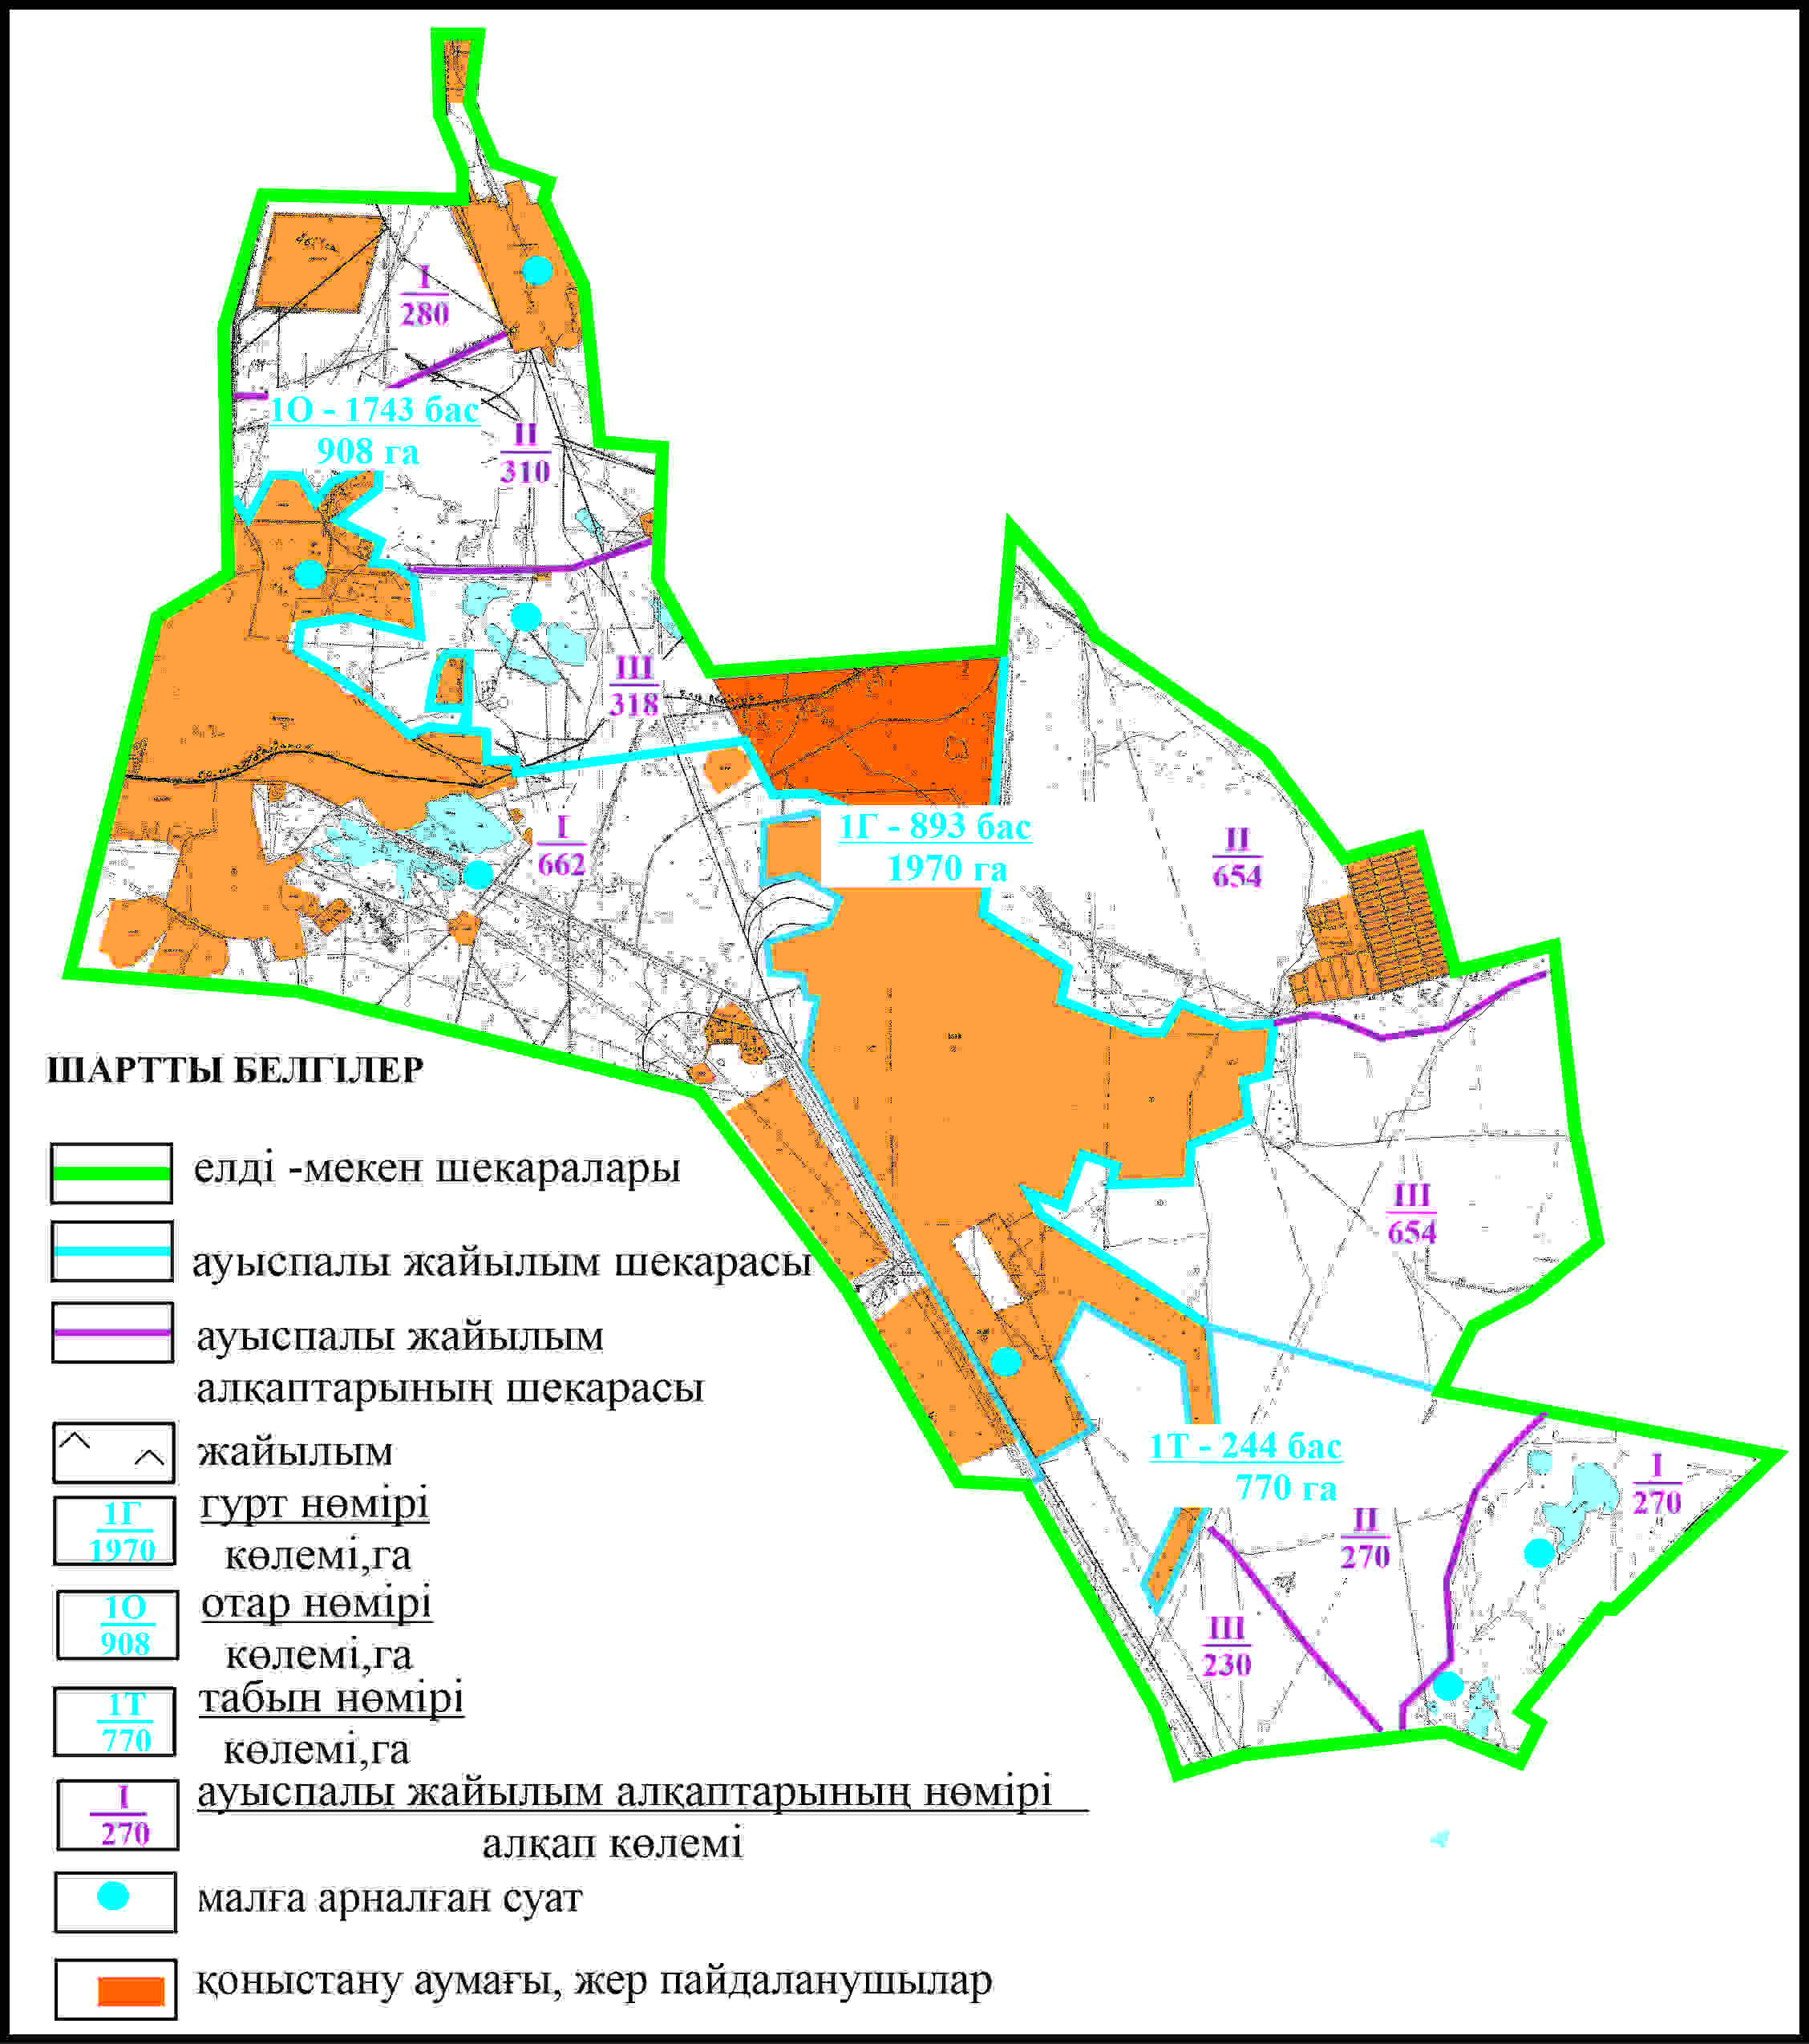 I
280
1О - 1743 бас
908 га
II
310
III
318
I
662
1Г - 893 бас
1970 га
II
654
III
654
1Т - 244 бас
770 га
I
270
II
270
III
230
ШАРТТЫ БЕЛГІЛЕР
елді -мекен шекаралары
ауыспалы жайылым шекарасы
ауыспалы жайылым
алқаптарының шекарасы
жайылым
1Г
1970
гурт нөмірі
көлемі,га
1О
908
отар нөмірі
көлемі,га
1Т
770
табын нөмірі
көлемі,га
I
270
ауыспалы жайылым алқаптарының нөмірі
алқап көлемі
малға арналған суат
қоныстану аумағы, жер пайдаланушылар